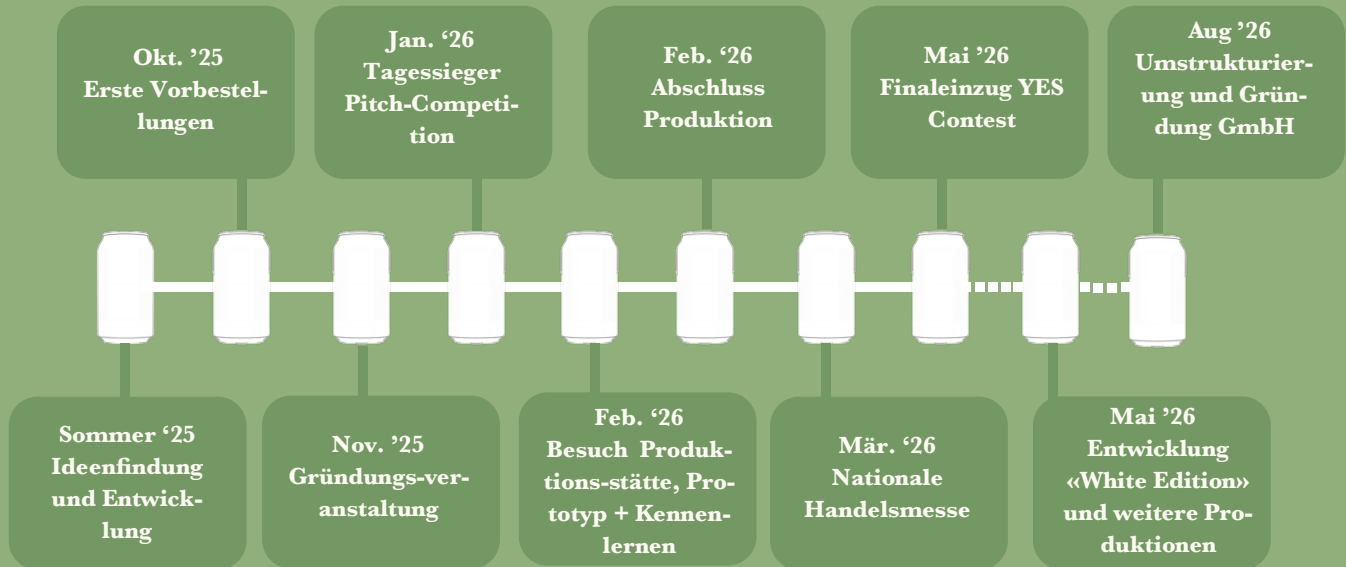 Okt. ’25
Erste Vorbestel-
lungen
Jan. ‘26
Tagessieger
Pitch-Competi-
tion
Feb. ‘26
Abschluss
Produktion
Mai ’26
Finaleinzug YES
Contest
Aug ’26
Umstrukturier-
ung und Grün-
dung GmbH
Sommer ‘25
Ideenfindung
und Entwick-
lung
Nov. ’25
Gründungs-ver-
anstaltung
Feb. ‘26
Besuch  Produk-
tions-stätte, Pro-
totyp + Kennen-
lernen
Mär. ‘26
Nationale
Handelsmesse
Mai ’26
Entwicklung
«White Edition»
und weitere Pro-
duktionen